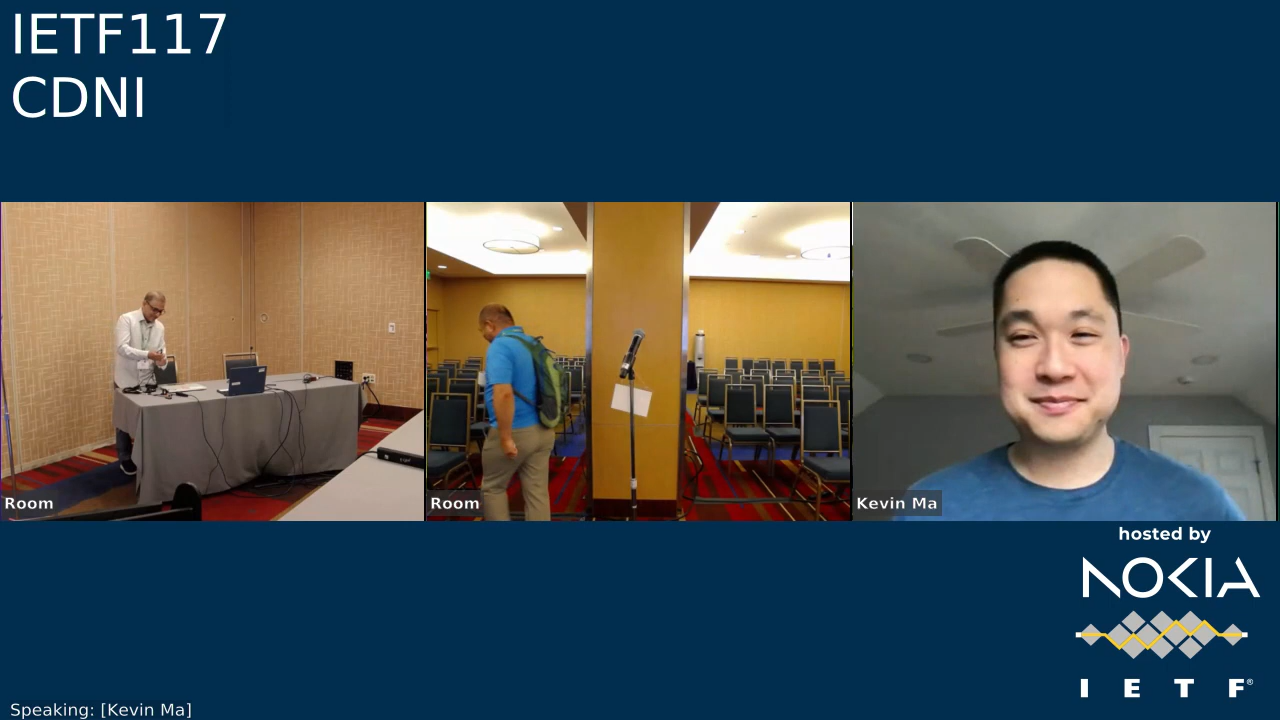 IETF117
CDNI
Room
Room
Kevin Ma
hosted by
NOKIA
IETF®
Speaking: [Kevin Ma]